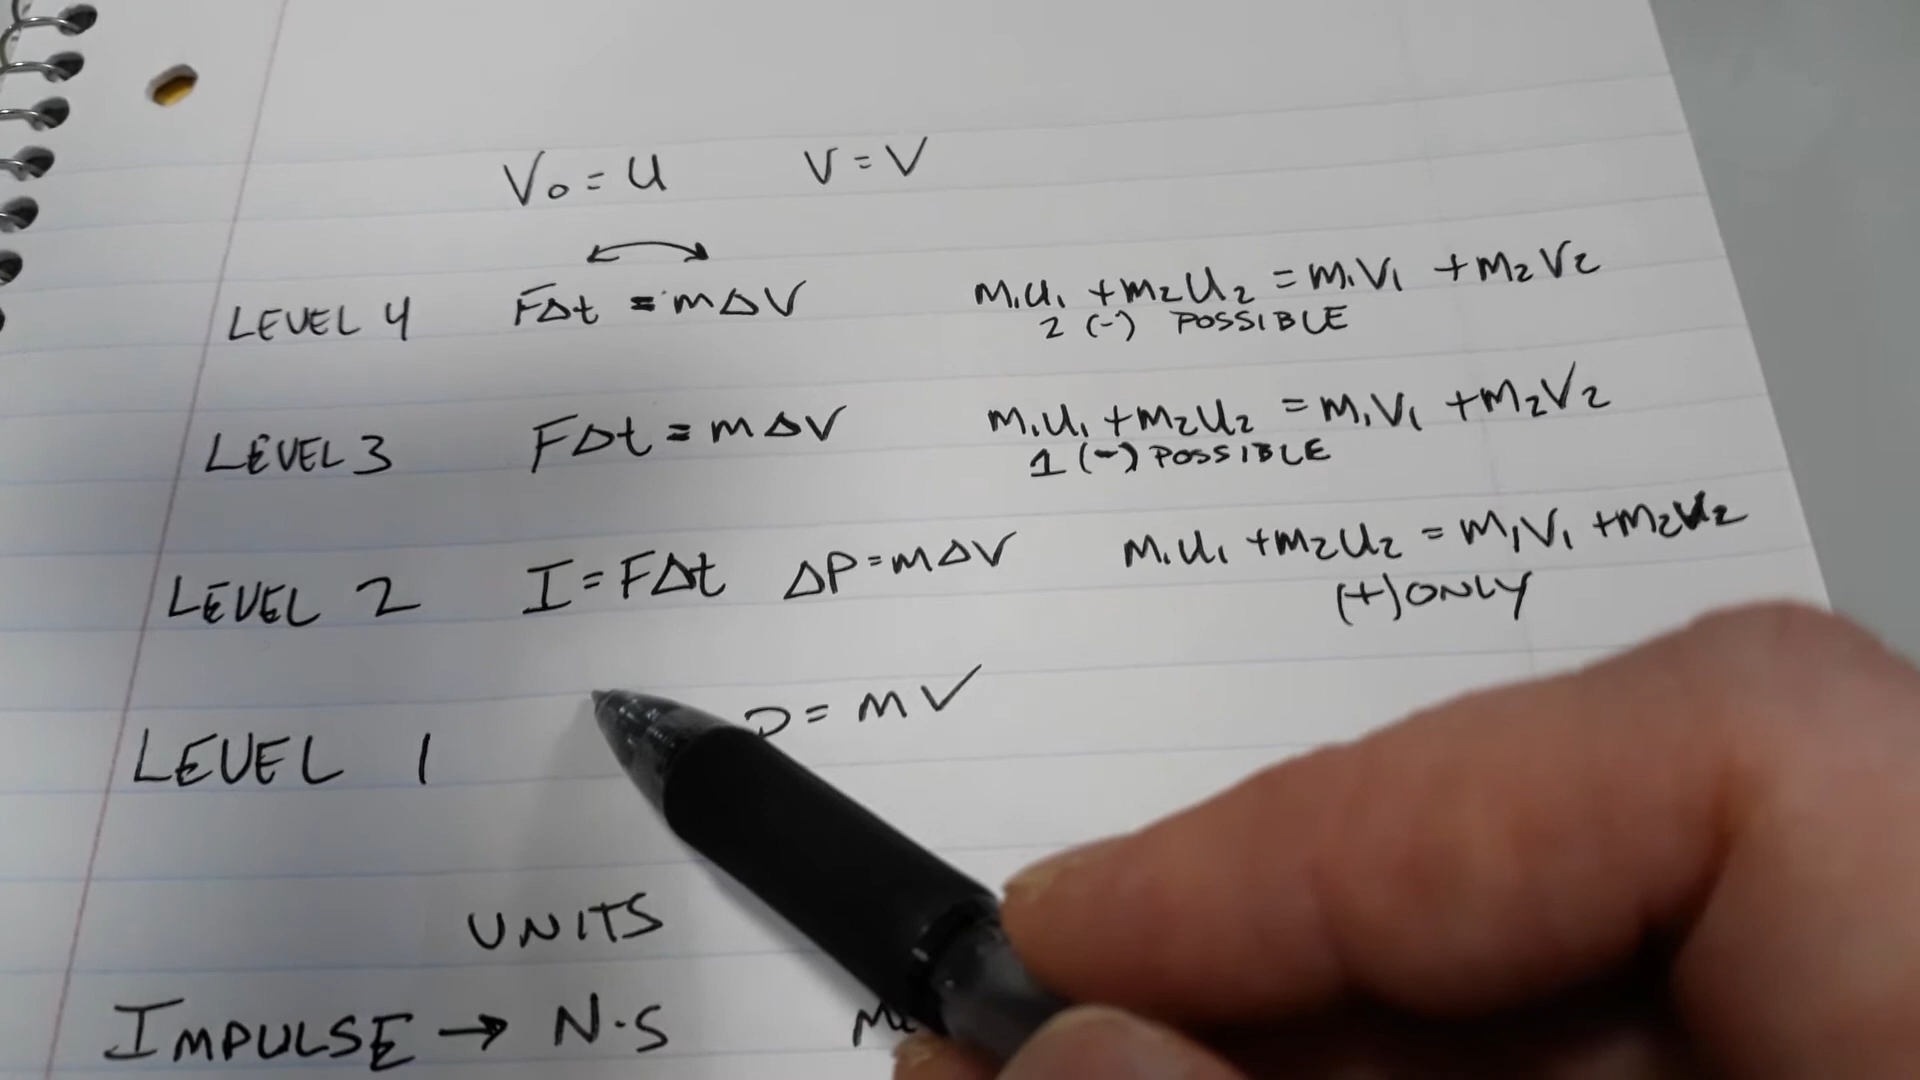 V₀ = U V = V
LEVEL 4 FΔt = mΔV m₁U₁ + m₂U₂ = m₁V₁ + m₂V₂
2 (-) POSSIBLE
LEVEL 3 FΔt = mΔV m₁U₁ + m₂U₂ = m₁V₁ + m₂V₂
1 (-) POSSIBLE
LEVEL 2 I = FΔt ΔP = mΔV m₁U₁ + m₂U₂ = m₁V₁ + m₂V₂
(+) ONLY
LEVEL 1 = mV
UNITS
IMPULSE → N·S